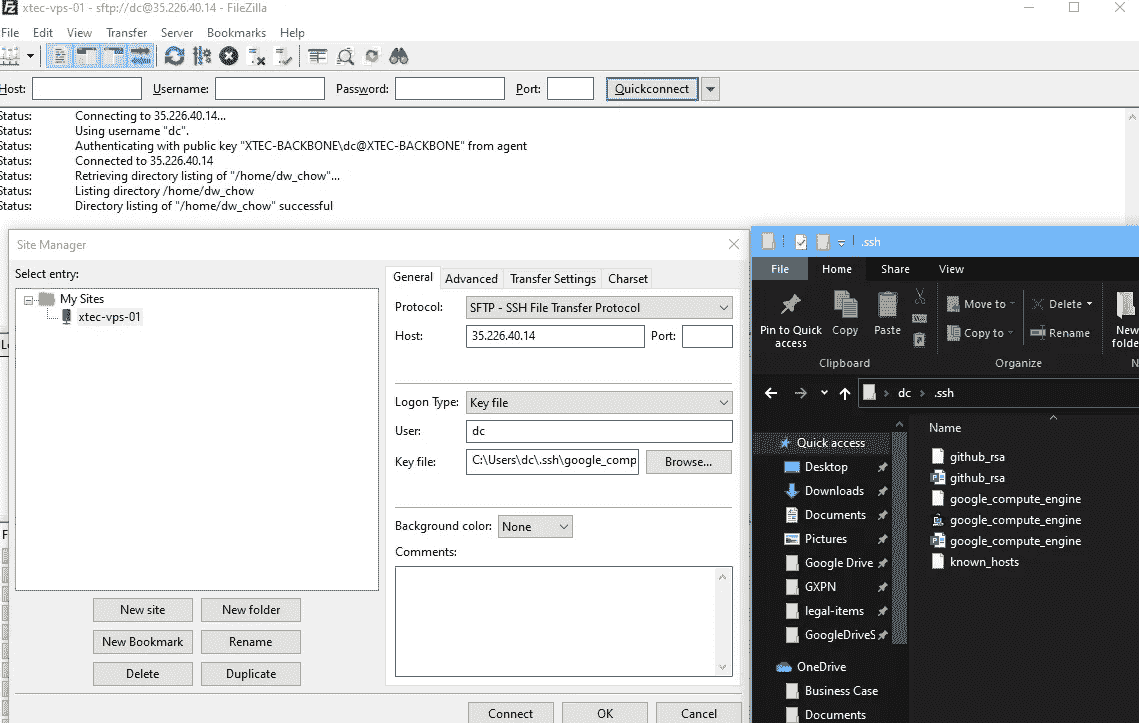 xtec-vps-01 - sftp://dc@35.226.40.14 - FileZilla
File Edit View Transfer Server Bookmarks Help
Host: Username: Password: Port: Quickconnect
Status: Connecting to 35.226.40.14...
Status: Using username "dc".
Status: Authenticating with public key "XTEC-BACKBONE\dc@XTEC-BACKBONE" from agent
Status: Connected to 35.226.40.14
Status: Retrieving directory listing of "/home/dw_chow"...
Status: Listing directory /home/dw_chow
Status: Directory listing of "/home/dw_chow" successful
Site Manager
Select entry:
My Sites
xtec-vps-01
New site New folder
New Bookmark Rename
Delete Duplicate
General Advanced Transfer Settings Charset
Protocol: SFTP - SSH File Transfer Protocol
Host: 35.226.40.14 Port:
Logon Type: Key file
User: dc
Key file: C:\Users\dc\.ssh\google_comp Browse...
Background color: None
Comments:
Connect OK Cancel
.ssh
File Home Share View
Pin to Quick access
Copy
Paste
Move to
Copy to
Delete
Rename
New folde
Clipboard Organize
dc .ssh
Quick access
Desktop
Downloads
Documents
Pictures
Google Drive
GXPN
legal-items
GoogleDriveS
OneDrive
Business Case
Documents
Name
github_rsa
github_rsa
google_compute_engine
google_compute_engine
google_compute_engine
known_hosts